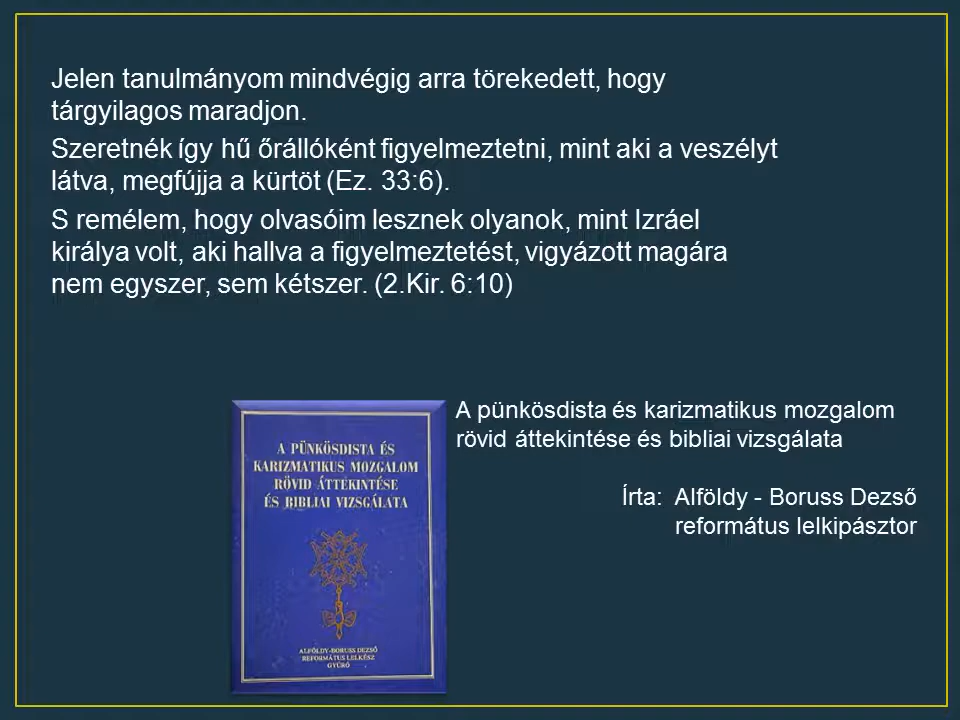 Jelen tanulmányom mindvégig arra törekedett, hogy
tárgyilagos maradjon.
Szeretnék így hű őrállóként figyelmeztetni, mint aki a veszélyt
látva, megfújja a kürtöt (Ez. 33:6).
S remélem, hogy olvasóim lesznek olyanok, mint Izráel
királya volt, aki hallva a figyelmeztetést, vigyázott magára
nem egyszer, sem kétszer. (2.Kir. 6:10)
A pünkösdista és karizmatikus mozgalom
rövid áttekintése és bibliai vizsgálata
Írta: Alföldy - Boruss Dezső
református lelkipásztor
A PÜNKÖSDISTA ÉS
KARIZMATIKUS MOZGALOM
RÖVID ÁTTEKINTÉSE
ÉS BIBLIAI VIZSGÁLATA
ALFÖLDY-BORUSS DEZSŐ
REFORMÁTUS LELKÉSZ
GYÚRÓ